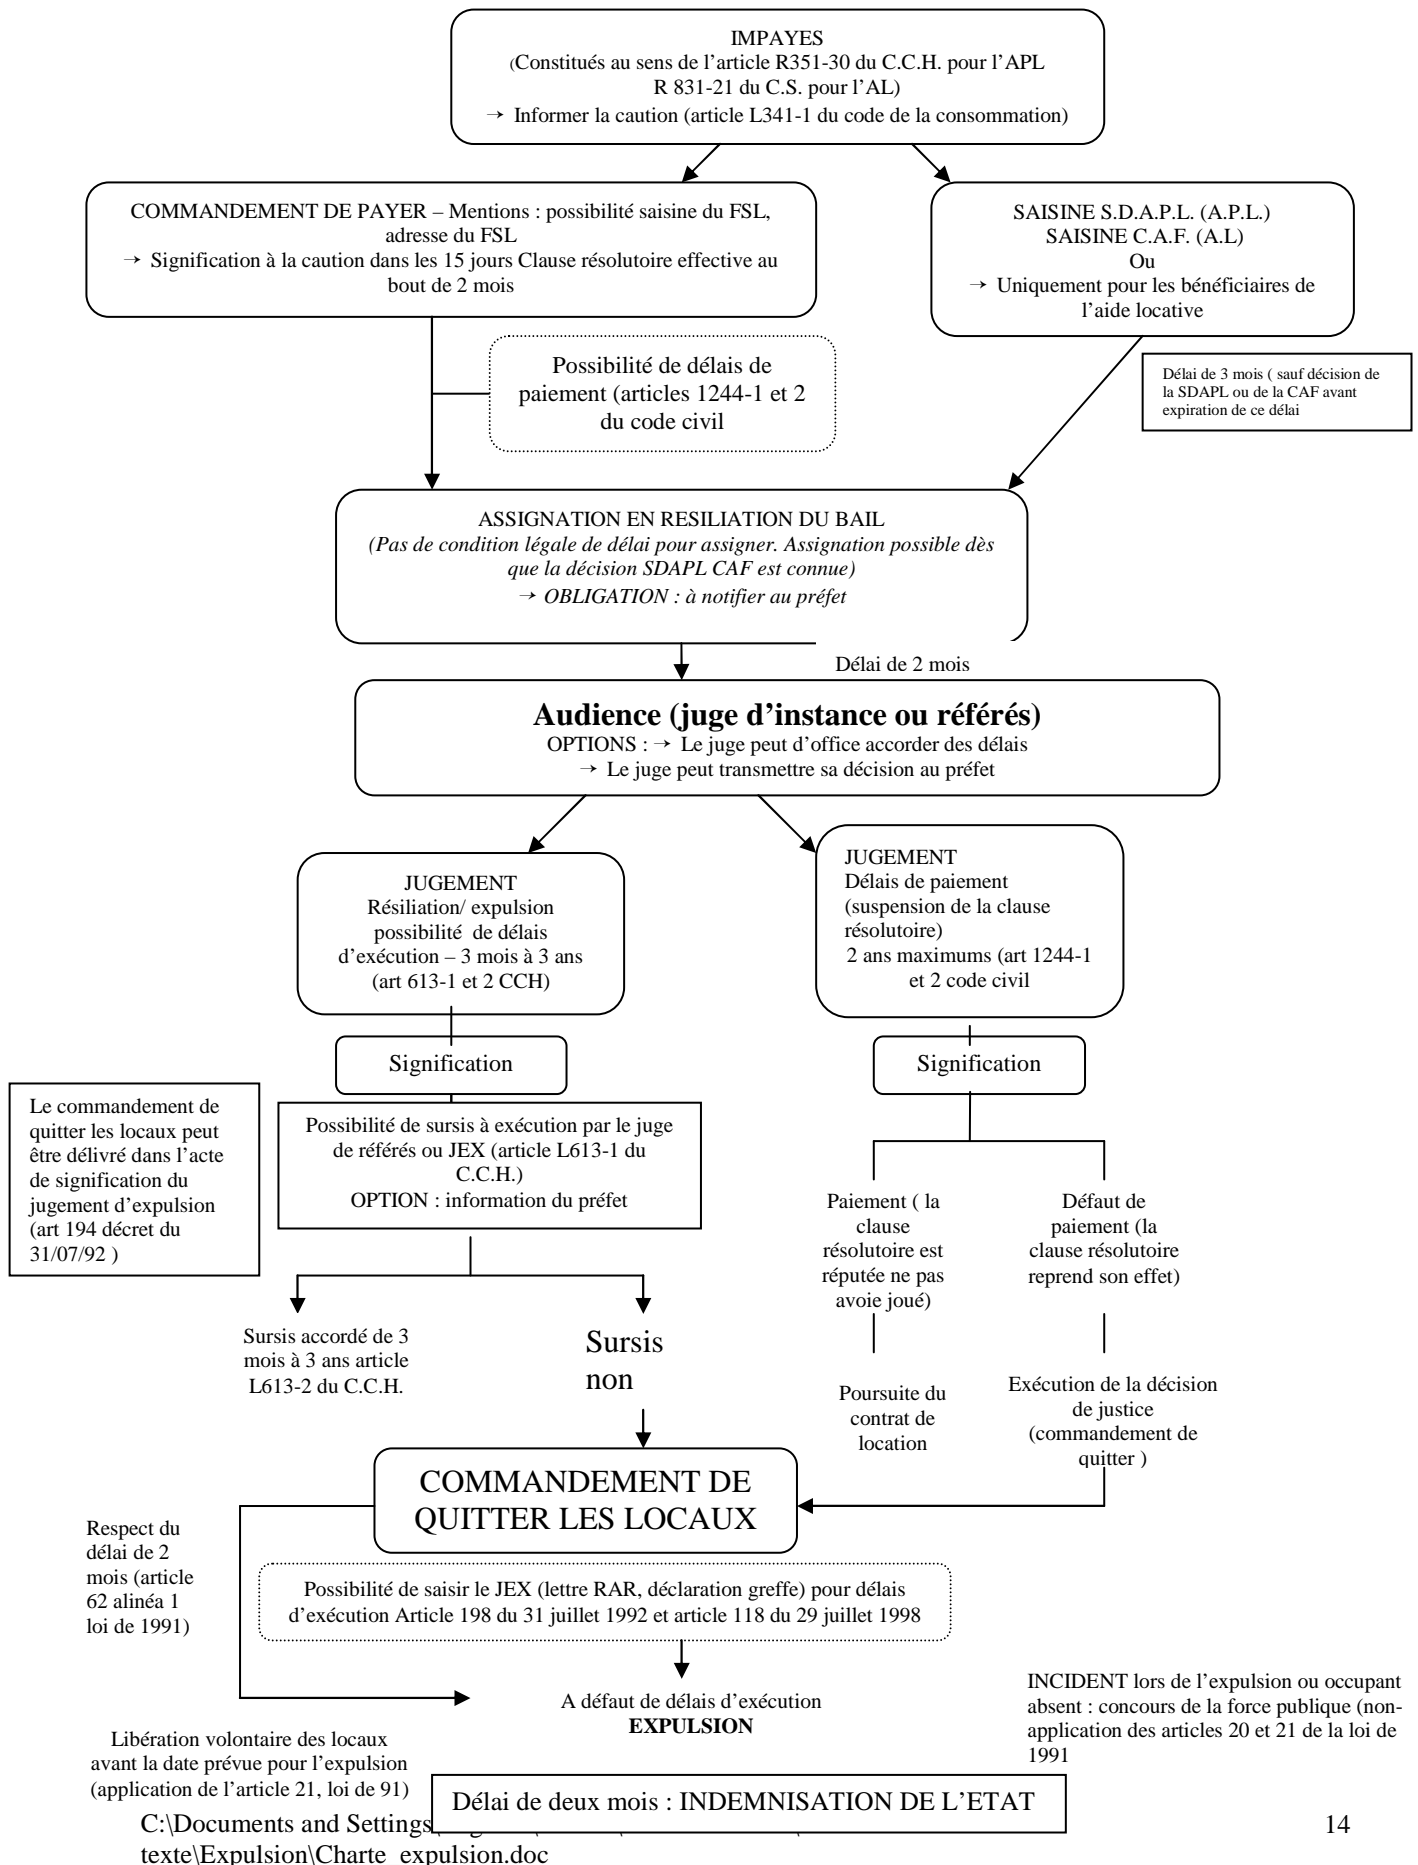 IMPAYES
(Constitués au sens de l’article R351-30 du C.C.H. pour l’APL
R 831-21 du C.S. pour l’AL)
→ Informer la caution (article L341-1 du code de la consommation)
COMMANDEMENT DE PAYER – Mentions : possibilité saisine du FSL,
adresse du FSL
→ Signification à la caution dans les 15 jours Clause résolutoire effective au
bout de 2 mois
SAISINE S.D.A.P.L. (A.P.L.)
SAISINE C.A.F. (A.L)
Ou
→ Uniquement pour les bénéficiaires de
l’aide locative
Possibilité de délais de
paiement (articles 1244-1 et 2
du code civil
Délai de 3 mois ( sauf décision de
la SDAPL ou de la CAF avant
expiration de ce délai
ASSIGNATION EN RESILIATION DU BAIL
(Pas de condition légale de délai pour assigner. Assignation possible dès
que la décision SDAPL CAF est connue)
→ OBLIGATION : à notifier au préfet
Délai de 2 mois
Audience (juge d’instance ou référés)
OPTIONS : → Le juge peut d’office accorder des délais
→ Le juge peut transmettre sa décision au préfet
JUGEMENT
Résiliation/ expulsion
possibilité de délais
d’exécution – 3 mois à 3 ans
(art 613-1 et 2 CCH)
JUGEMENT
Délais de paiement
(suspension de la clause
résolutoire)
2 ans maximums (art 1244-1
et 2 code civil
Signification
Signification
Le commandement de
quitter les locaux peut
être délivré dans l’acte
de signification du
jugement d’expulsion
(art 194 décret du
31/07/92 )
Possibilité de sursis à exécution par le juge
de référés ou JEX (article L613-1 du
C.C.H.)
OPTION : information du préfet
Paiement ( la
clause
résolutoire est
réputée ne pas
avoie joué)
Défaut de
paiement (la
clause résolutoire
reprend son effet)
Sursis accordé de 3
mois à 3 ans article
L613-2 du C.C.H.
Sursis
non
Poursuite du
contrat de
location
Exécution de la décision
de justice
(commandement de
quitter )
COMMANDEMENT DE
QUITTER LES LOCAUX
Respect du
délai de 2
mois (article
62 alinéa 1
loi de 1991)
Possibilité de saisir le JEX (lettre RAR, déclaration greffe) pour délais
d’exécution Article 198 du 31 juillet 1992 et article 118 du 29 juillet 1998
A défaut de délais d’exécution
EXPULSION
INCIDENT lors de l’expulsion ou occupant
absent : concours de la force publique (non-
application des articles 20 et 21 de la loi de
1991
Libération volontaire des locaux
avant la date prévue pour l’expulsion
(application de l’article 21, loi de 91)
Délai de deux mois : INDEMNISATION DE L’ETAT
C:\Documents and Settings
14
texte\Expulsion\Charte_expulsion.doc